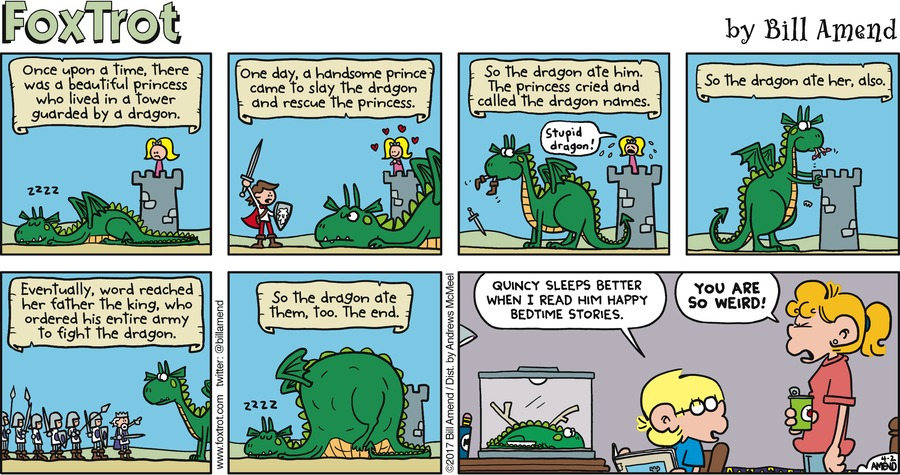 FoxTrot
by Bill Amend
Once upon a time, there
was a beautiful princess
who lived in a tower
guarded by a dragon.
zzzz
One day, a handsome prince
came to slay the dragon
and rescue the princess.
So the dragon ate him.
The princess cried and
called the dragon names.
Stupid
dragon!
So the dragon ate her, also.
Eventually, word reached
her father the king, who
ordered his entire army
to fight the dragon.
www.foxtrot.com twitter: @billamend
So the dragon ate
them, too. The end.
zzzz
©2017 Bill Amend / Dist. by Andrews McMeel
QUINCY SLEEPS BETTER
WHEN I READ HIM HAPPY
BEDTIME STORIES.
YOU ARE
SO WEIRD!
4-2
AMEND